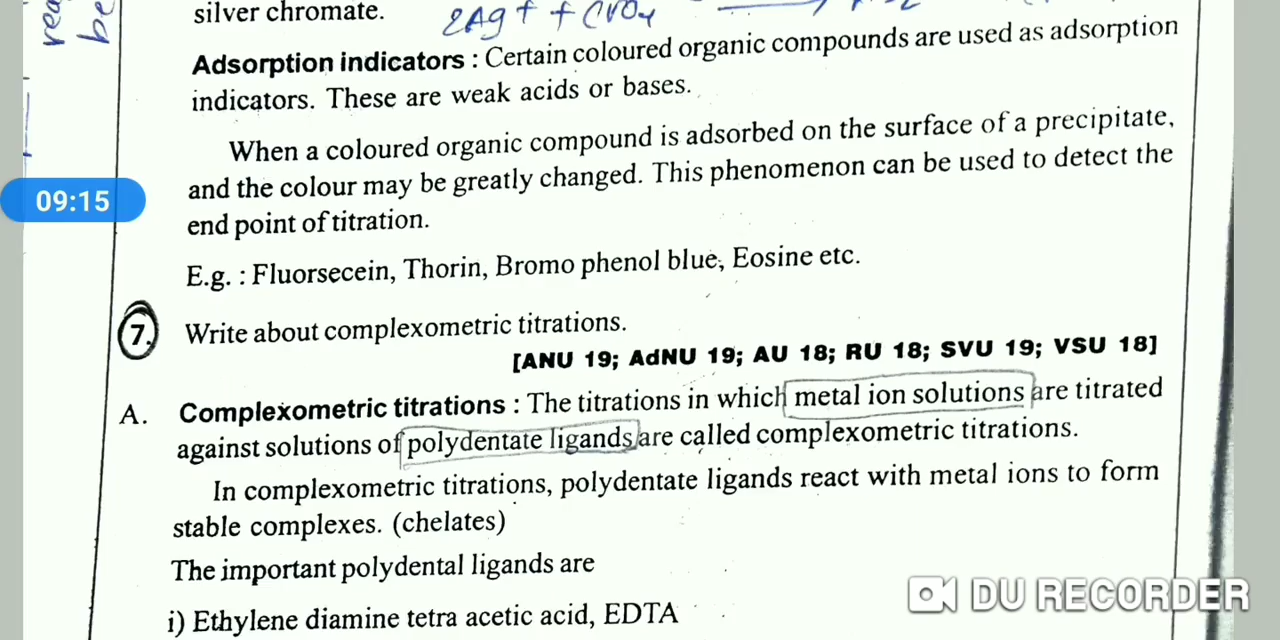 silver chromate. 2Ag+ + CrO4
Adsorption indicators : Certain coloured organic compounds are used as adsorption
indicators. These are weak acids or bases.
When a coloured organic compound is adsorbed on the surface of a precipitate,
and the colour may be greatly changed. This phenomenon can be used to detect the
09:15
end point of titration.
E.g. : Fluorsecein, Thorin, Bromo phenol blue, Eosine etc.
7. Write about complexometric titrations.
[ANU 19; AdNU 19; AU 18; RU 18; SVU 19; VSU 18]
A. Complexometric titrations : The titrations in which metal ion solutions are titrated
against solutions of polydentate ligands are called complexometric titrations.
In complexometric titrations, polydentate ligands react with metal ions to form
stable complexes. (chelates)
The important polydental ligands are
i) Ethylene diamine tetra acetic acid, EDTA
DU RECORDER